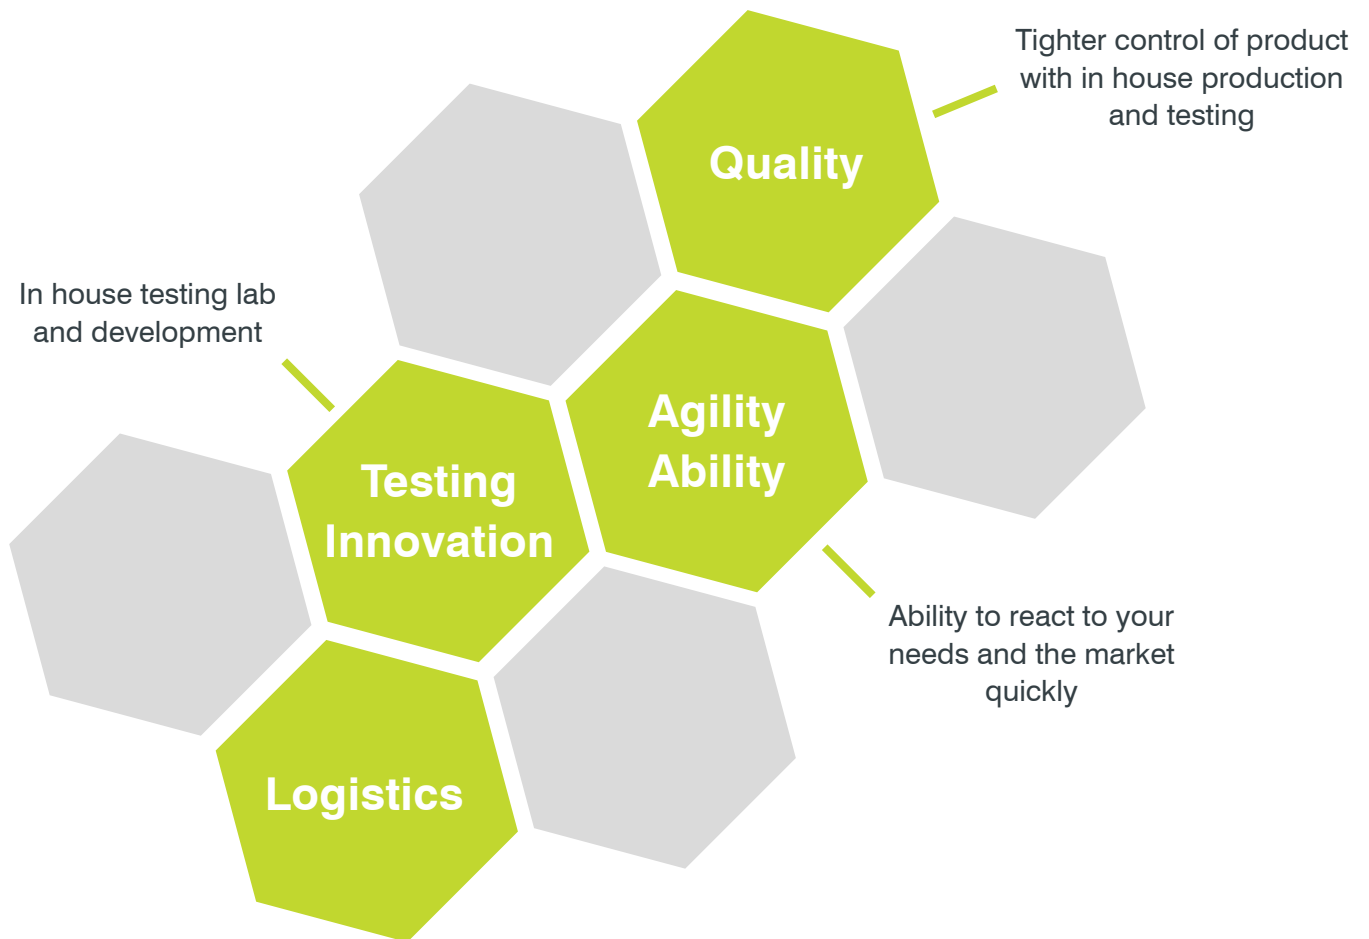 Tighter control of product
with in house production
and testing
Quality
In house testing lab
and development
Agility
Ability
Testing
Innovation
Ability to react to your
needs and the market
quickly
Logistics